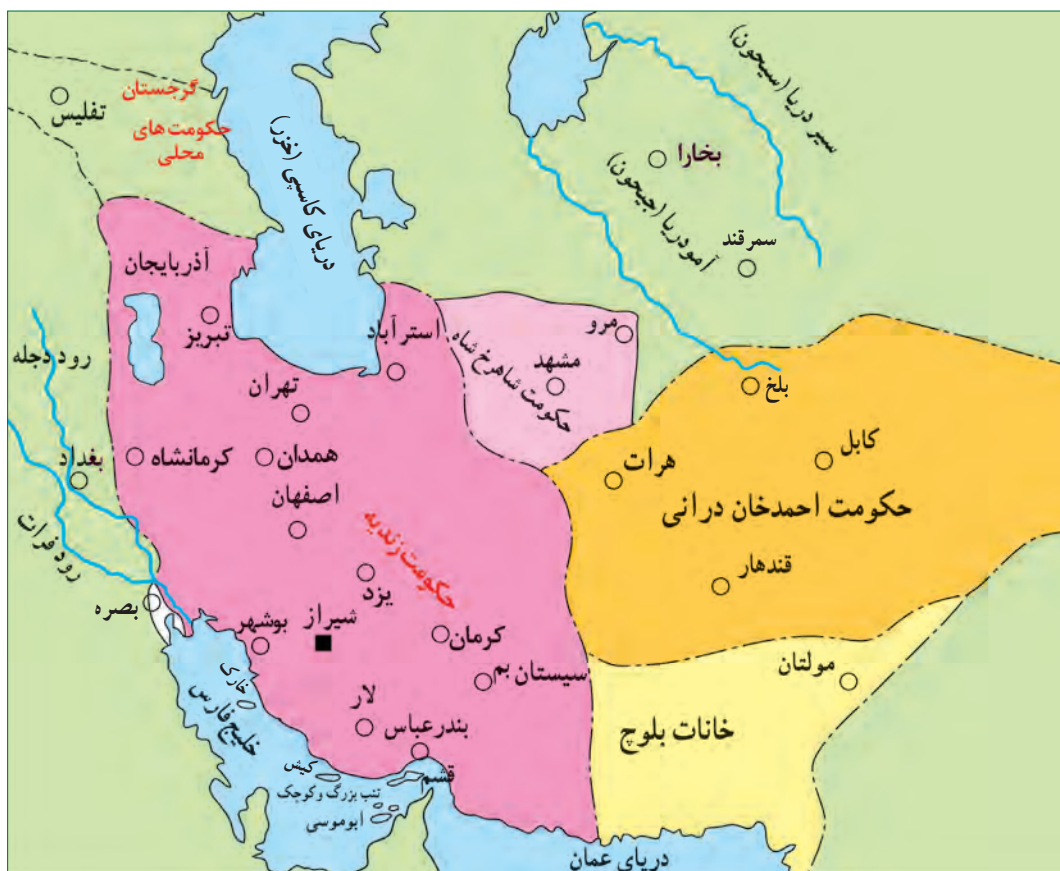 گرجستان
تفلیس
حکومت‌های
محلی
دریای کاسپی (خزر)
سیر دریا (سیحون)
بخارا
آمودریا (جیحون)
سمرقند
آذربایجان
تبریز
استرآباد
مرو
مشهد
حکومت شاهرخ شاه
رود دجله
تهران
بلخ
بغداد
کرمانشاه
همدان
هرات
کابل
اصفهان
حکومت احمدخان درانی
رود فرات
حکومت زندیه
یزد
قندهار
بصره
بوشهر
شیراز
کرمان
خارک
سیستان بم
مولتان
خلیج فارس
لار
بندرعباس
خانات بلوچ
کیش
قشم
تنب بزرگ و کوچک
ابوموسی
دریای عمان